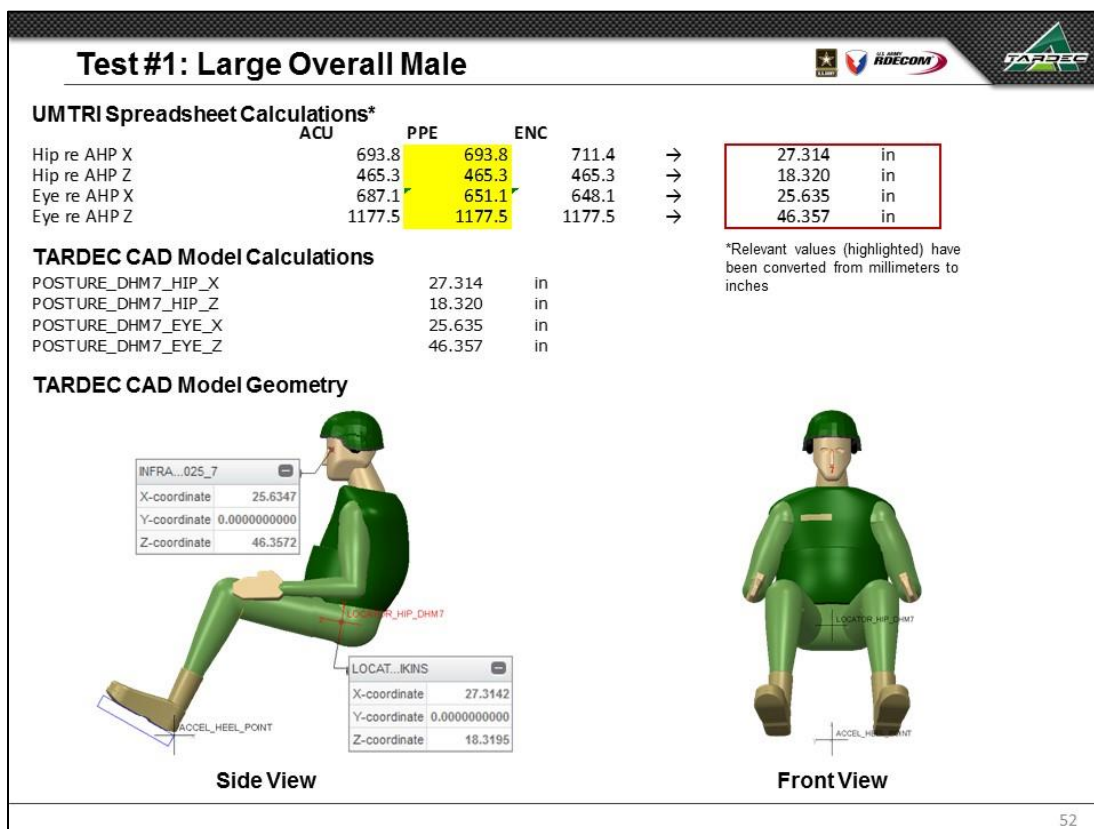 Test #1: Large Overall Male
U.S. ARMY
U.S. ARMY
RDECOM
TARDEC
UMTRI Spreadsheet Calculations*
ACU PPE ENC
Hip re AHP X 693.8 693.8 711.4 → 27.314 in
Hip re AHP Z 465.3 465.3 465.3 → 18.320 in
Eye re AHP X 687.1 651.1 648.1 → 25.635 in
Eye re AHP Z 1177.5 1177.5 1177.5 → 46.357 in
*Relevant values (highlighted) have
been converted from millimeters to
inches
TARDEC CAD Model Calculations
POSTURE_DHM7_HIP_X 27.314 in
POSTURE_DHM7_HIP_Z 18.320 in
POSTURE_DHM7_EYE_X 25.635 in
POSTURE_DHM7_EYE_Z 46.357 in
TARDEC CAD Model Geometry
INFRA...025_7
X-coordinate 25.6347
Y-coordinate 0.0000000000
Z-coordinate 46.3572
LOCATOR_HIP_DHM7
LOCAT...IKINS
X-coordinate 27.3142
Y-coordinate 0.0000000000
Z-coordinate 18.3195
ACCEL_HEEL_POINT
Side View
LOCATOR_HIP_DHM7
ACCEL_HEEL_POINT
Front View
52